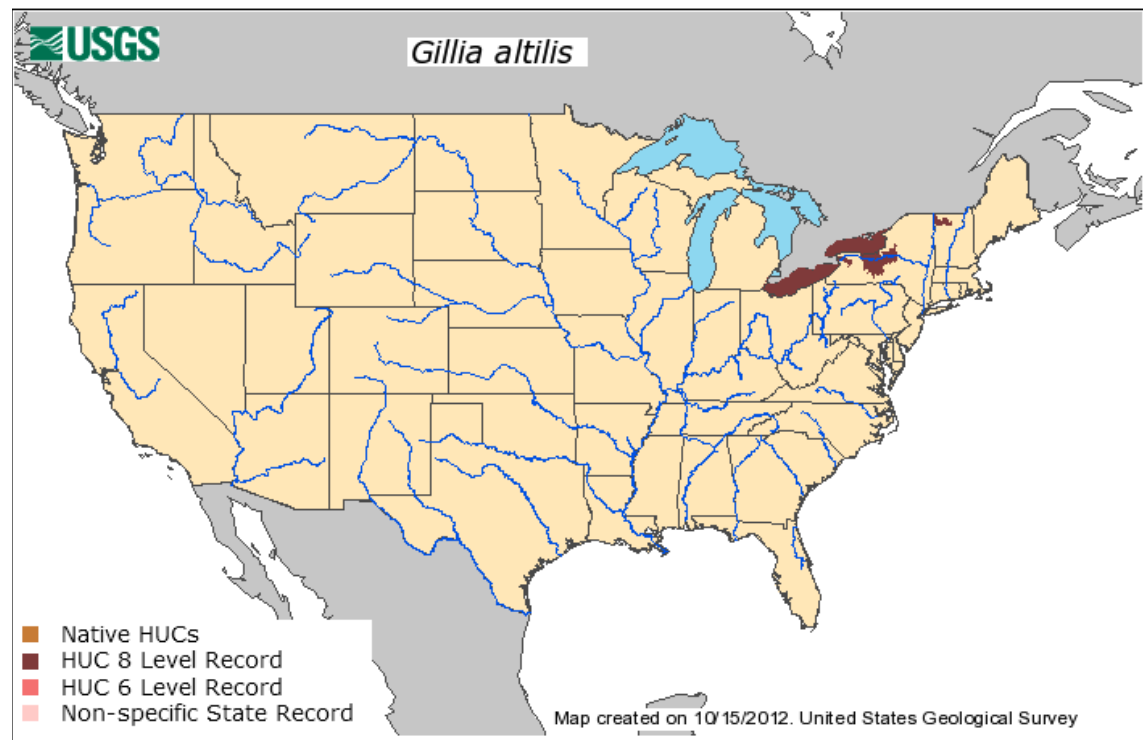 USGS
Gillia altilis
Native HUCs
HUC 8 Level Record
HUC 6 Level Record
Non-specific State Record
Map created on 10/15/2012. United States Geological Survey